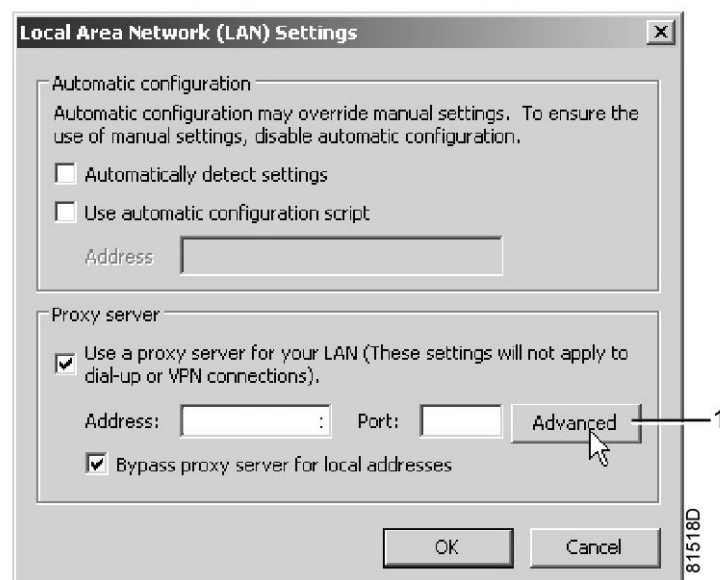 Local Area Network (LAN) Settings
Automatic configuration
Automatic configuration may override manual settings. To ensure the
use of manual settings, disable automatic configuration.
Automatically detect settings
Use automatic configuration script
Address
Proxy server
Use a proxy server for your LAN (These settings will not apply to
dial-up or VPN connections).
Address: : Port: Advanced 1
Bypass proxy server for local addresses
OK Cancel
81518D